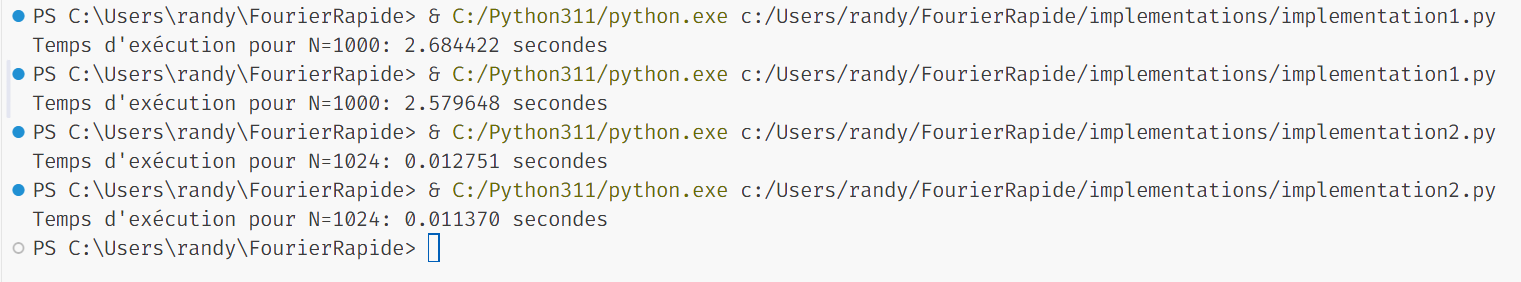 PS C:\Users\randy\FourierRapide> & C:/Python311/python.exe c:/Users/randy/FourierRapide/implementations/implementation1.py
Temps d'exécution pour N=1000: 2.684422 secondes
PS C:\Users\randy\FourierRapide> & C:/Python311/python.exe c:/Users/randy/FourierRapide/implementations/implementation1.py
Temps d'exécution pour N=1000: 2.579648 secondes
PS C:\Users\randy\FourierRapide> & C:/Python311/python.exe c:/Users/randy/FourierRapide/implementations/implementation2.py
Temps d'exécution pour N=1024: 0.012751 secondes
PS C:\Users\randy\FourierRapide> & C:/Python311/python.exe c:/Users/randy/FourierRapide/implementations/implementation2.py
Temps d'exécution pour N=1024: 0.011370 secondes
PS C:\Users\randy\FourierRapide>